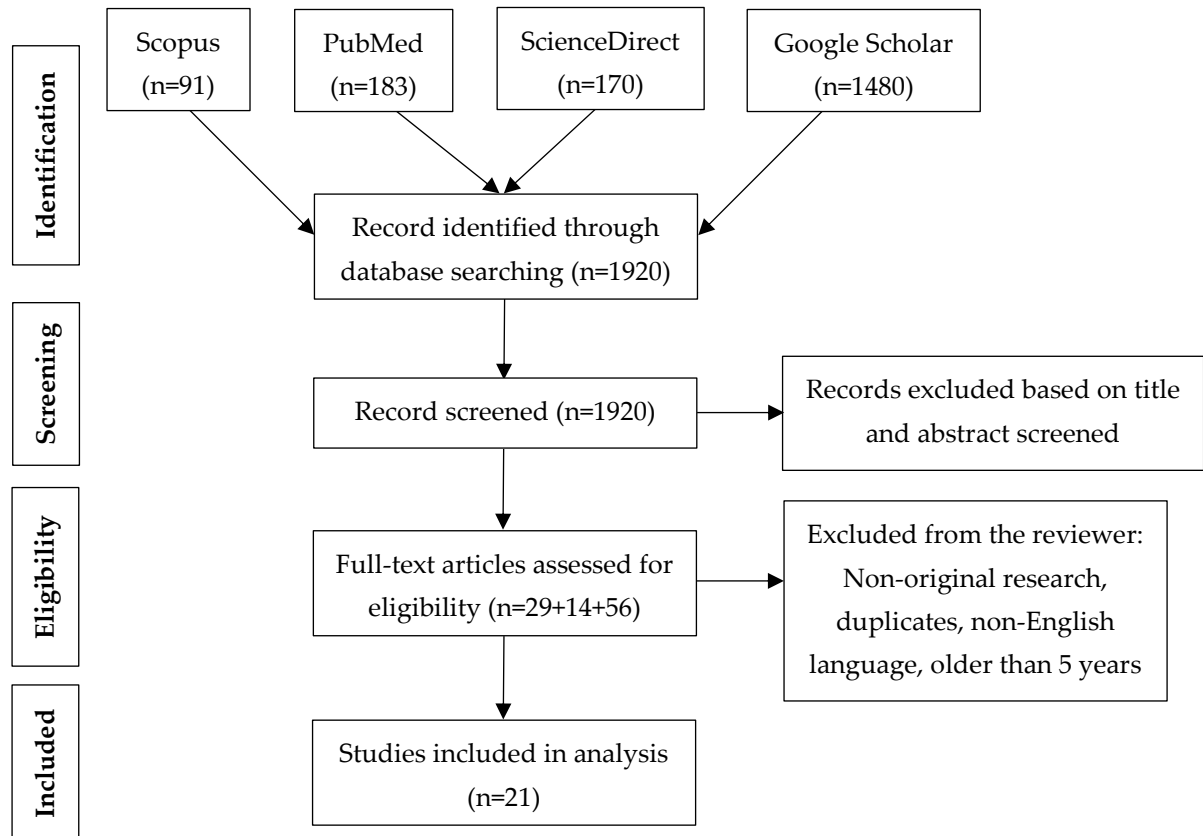 Scopus
(n=91)
PubMed
(n=183)
ScienceDirect
(n=170)
Google Scholar
(n=1480)
Identification
Record identified through
database searching (n=1920)
Screening
Record screened (n=1920)
Records excluded based on title
and abstract screened
Eligibility
Full-text articles assessed for
eligibility (n=29+14+56)
Excluded from the reviewer:
Non-original research,
duplicates, non-English
language, older than 5 years
Included
Studies included in analysis
(n=21)